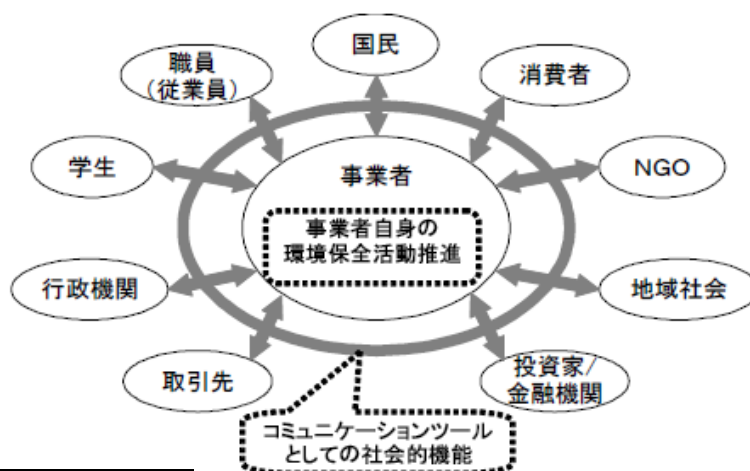 国民
職員
（従業員）
消費者
学生
事業者
NGO
事業者自身の
環境保全活動推進
行政機関
地域社会
取引先
投資家/
金融機関
コミュニケーションツール
としての社会的機能